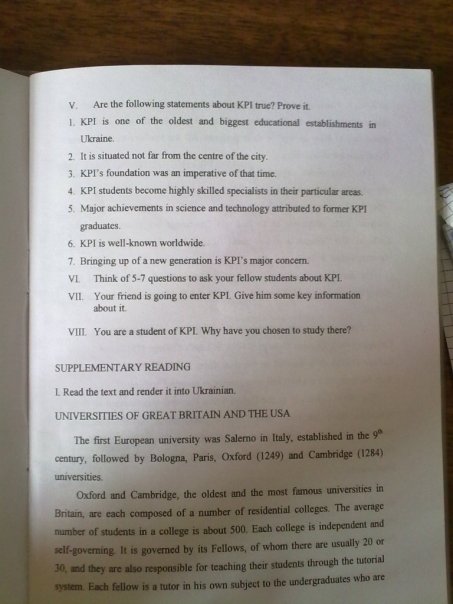 V. Are the following statements about KPI true? Prove it.
1. KPI is one of the oldest and biggest educational establishments in
Ukraine.
2. It is situated not far from the centre of the city.
3. KPI's foundation was an imperative of that time.
4. KPI students become highly skilled specialists in their particular areas.
5. Major achievements in science and technology attributed to former KPI
graduates.
6. KPI is well-known worldwide.
7. Bringing up of a new generation is KPI's major concern.
VI. Think of 5-7 questions to ask your fellow students about KPI.
VII. Your friend is going to enter KPI. Give him some key information
about it.
VIII. You are a student of KPI. Why have you chosen to study there?
SUPPLEMENTARY READING
I. Read the text and render it into Ukrainian.
UNIVERSITIES OF GREAT BRITAIN AND THE USA
The first European university was Salerno in Italy, established in the 9th
century, followed by Bologna, Paris, Oxford (1249) and Cambridge (1284)
universities.
Oxford and Cambridge, the oldest and the most famous universities in
Britain, are each composed of a number of residential colleges. The average
number of students in a college is about 500. Each college is independent and
self-governing. It is governed by its Fellows, of whom there are usually 20 or
30, and they are also responsible for teaching their students through the tutorial
system. Each fellow is a tutor in his own subject to the undergraduates who are